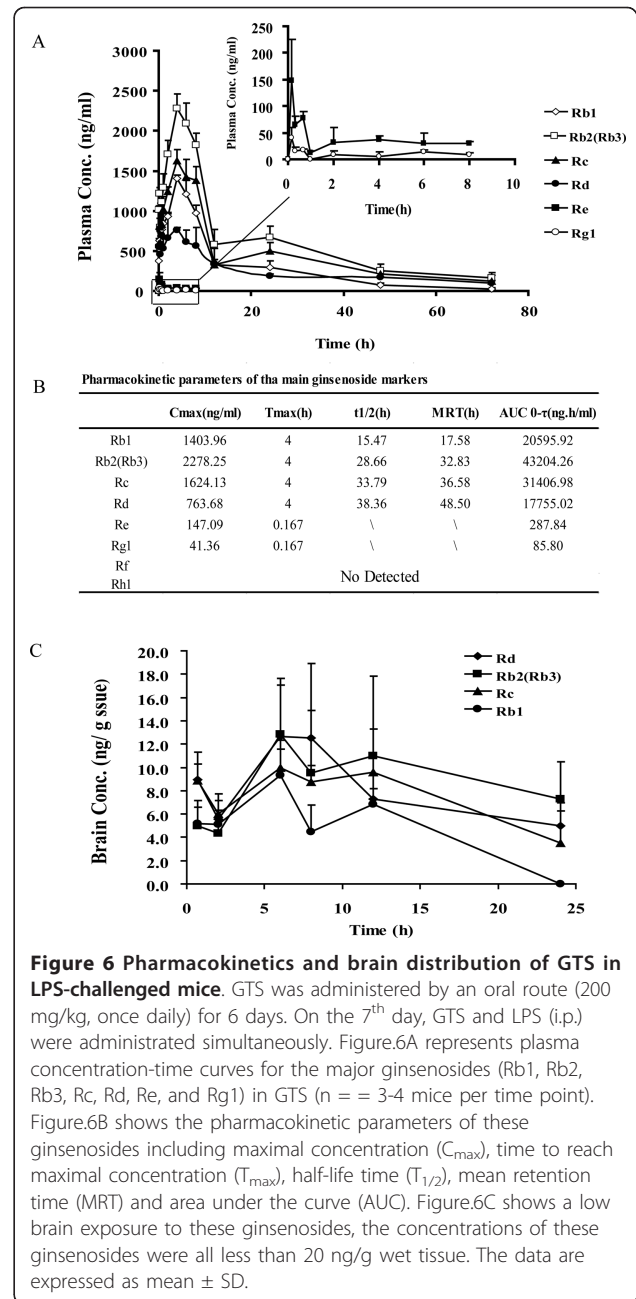 A
Plasma Conc. (ng/ml)
3000
2500
2000
1500
1000
500
0
0 20 40 60 80
Time (h)
Plasma Conc. (ng/ml)
250
200
150
100
50
0
0 2 4 6 8 10
Time(h)
Rb1
Rb2(Rb3)
Rc
Rd
Re
Rg1
B
Pharmacokinetic parameters of tha main ginsenoside markers
Cmax(ng/ml) Tmax(h) t1/2(h) MRT(h) AUC 0-τ(ng.h/ml)
Rb1 1403.96 4 15.47 17.58 20595.92
Rb2(Rb3) 2278.25 4 28.66 32.83 43204.26
Rc 1624.13 4 33.79 36.58 31406.98
Rd 763.68 4 38.36 48.50 17755.02
Re 147.09 0.167 \ \ 287.84
Rg1 41.36 0.167 \ \ 85.80
Rf
Rh1
No Detected
C
Brain Conc. (ng/ g ssue)
20.0
18.0
16.0
14.0
12.0
10.0
8.0
6.0
4.0
2.0
0.0
0 5 10 15 20 25
Time (h)
Rd
Rb2(Rb3)
Rc
Rb1
Figure 6 Pharmacokinetics and brain distribution of GTS in
LPS-challenged mice. GTS was administered by an oral route (200
mg/kg, once daily) for 6 days. On the 7th day, GTS and LPS (i.p.)
were administrated simultaneously. Figure.6A represents plasma
concentration-time curves for the major ginsenosides (Rb1, Rb2,
Rb3, Rc, Rd, Re, and Rg1) in GTS (n = = 3-4 mice per time point).
Figure.6B shows the pharmacokinetic parameters of these
ginsenosides including maximal concentration (Cmax), time to reach
maximal concentration (Tmax), half-life time (T1/2), mean retention
time (MRT) and area under the curve (AUC). Figure.6C shows a low
brain exposure to these ginsenosides, the concentrations of these
ginsenosides were all less than 20 ng/g wet tissue. The data are
expressed as mean ± SD.